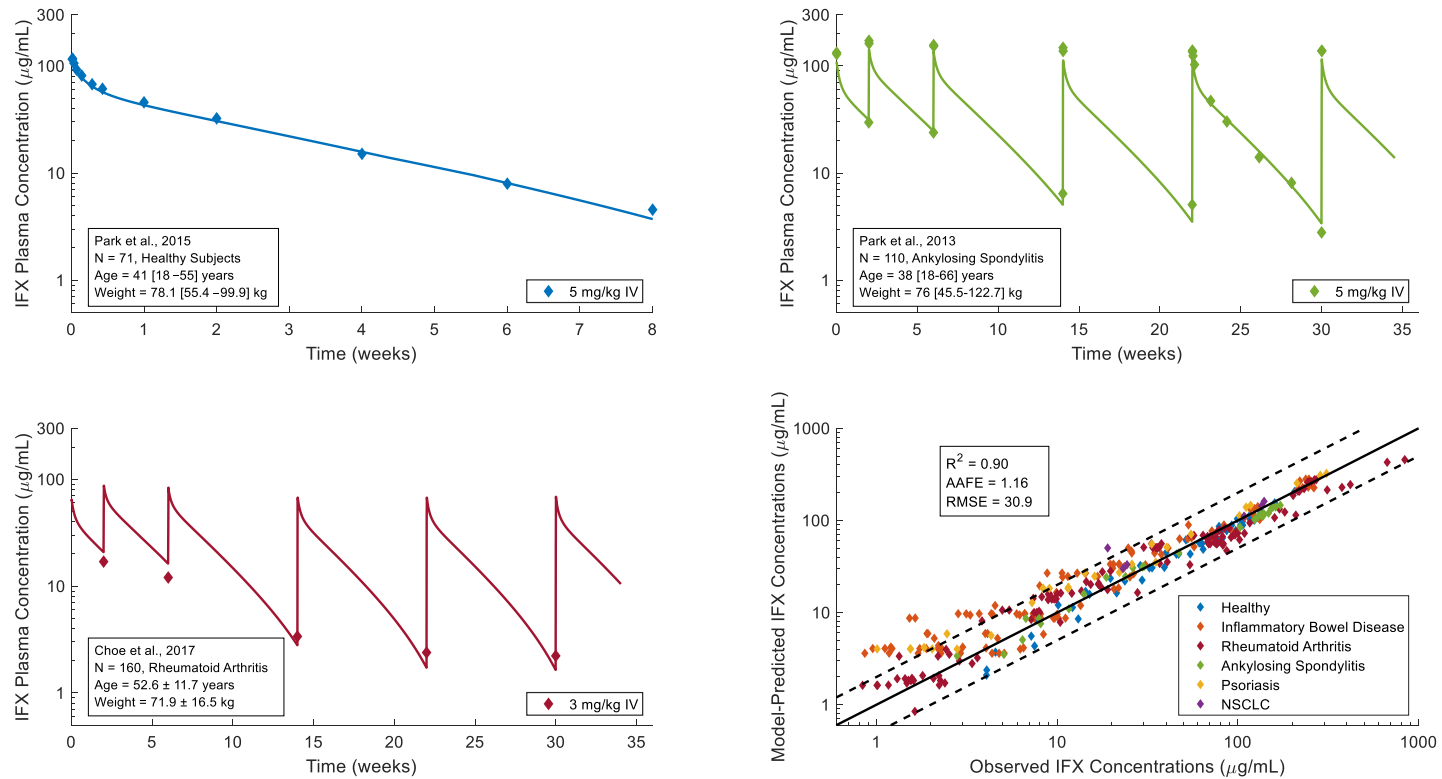 IFX Plasma Concentration (μg/mL)
300
100
10
1
Park et al., 2015
N = 71, Healthy Subjects
Age = 41 [18 –55] years
Weight = 78.1 [55.4 –99.9] kg
5 mg/kg IV
0 1 2 3 4 5 6 7 8
Time (weeks)
IFX Plasma Concentration (μg/mL)
300
100
10
1
Park et al., 2013
N = 110, Ankylosing Spondylitis
Age = 38 [18-66] years
Weight = 76 [45.5-122.7] kg
5 mg/kg IV
0 5 10 15 20 25 30 35
Time (weeks)
IFX Plasma Concentration (μg/mL)
300
100
10
1
Choe et al., 2017
N = 160, Rheumatoid Arthritis
Age = 52.6 ± 11.7 years
Weight = 71.9 ± 16.5 kg
3 mg/kg IV
0 5 10 15 20 25 30 35
Time (weeks)
Model-Predicted IFX Concentrations (μg/mL)
1000
100
10
1
R² = 0.90
AAFE = 1.16
RMSE = 30.9
Healthy
Inflammatory Bowel Disease
Rheumatoid Arthritis
Ankylosing Spondylitis
Psoriasis
NSCLC
1 10 100 1000
Observed IFX Concentrations (μg/mL)